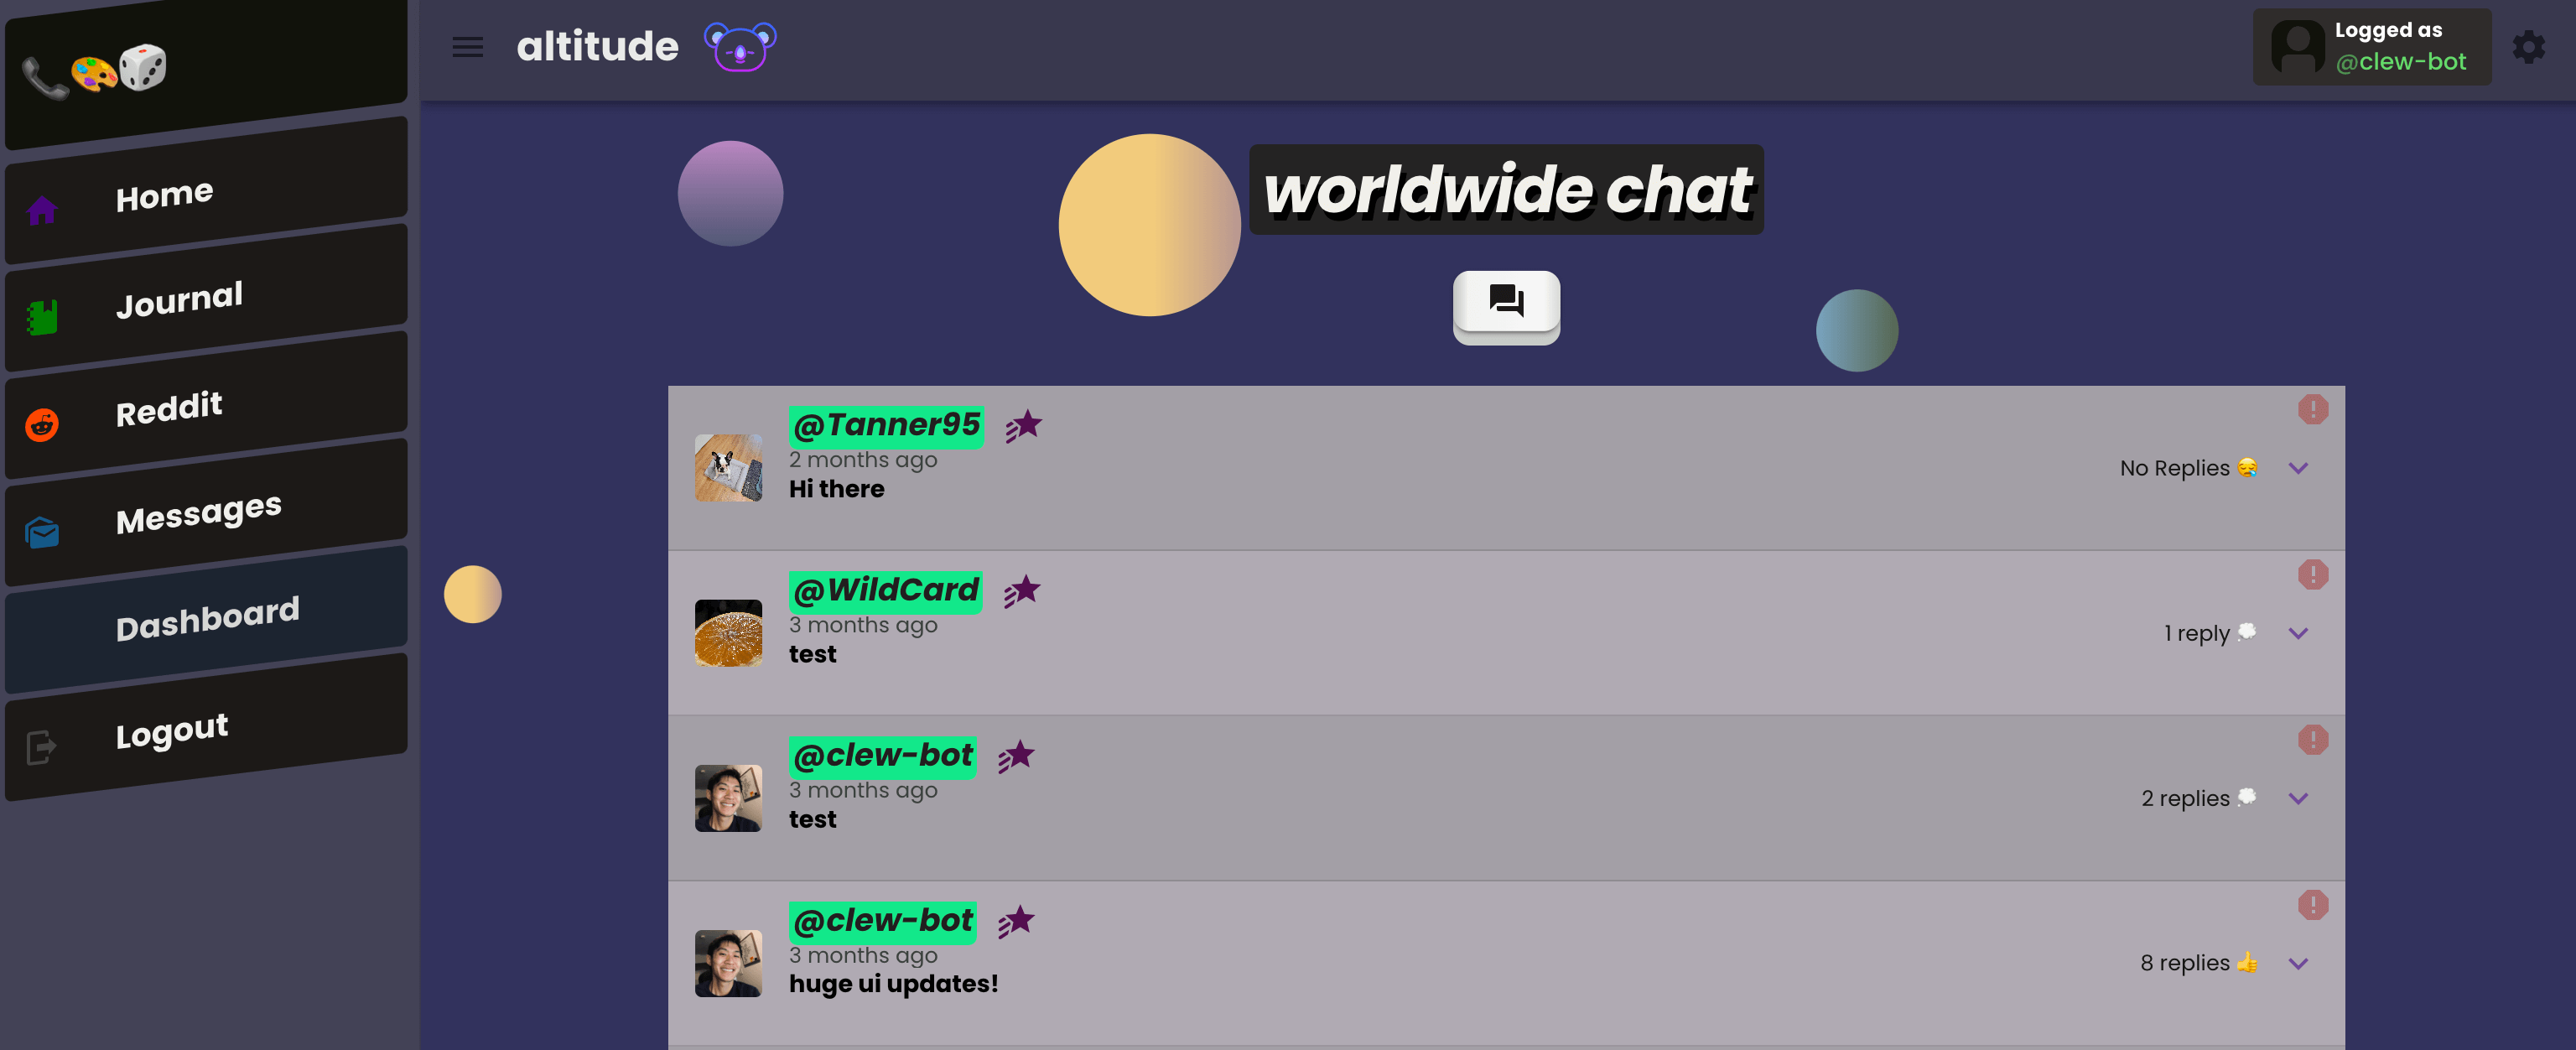 Home
Journal
Reddit
Messages
Dashboard
Logout
altitude
Logged as
@clew-bot
worldwide chat
@Tanner95
2 months ago
Hi there
No Replies 😪
@WildCard
3 months ago
test
1 reply 💭
@clew-bot
3 months ago
test
2 replies 💭
@clew-bot
3 months ago
huge ui updates!
8 replies 👍